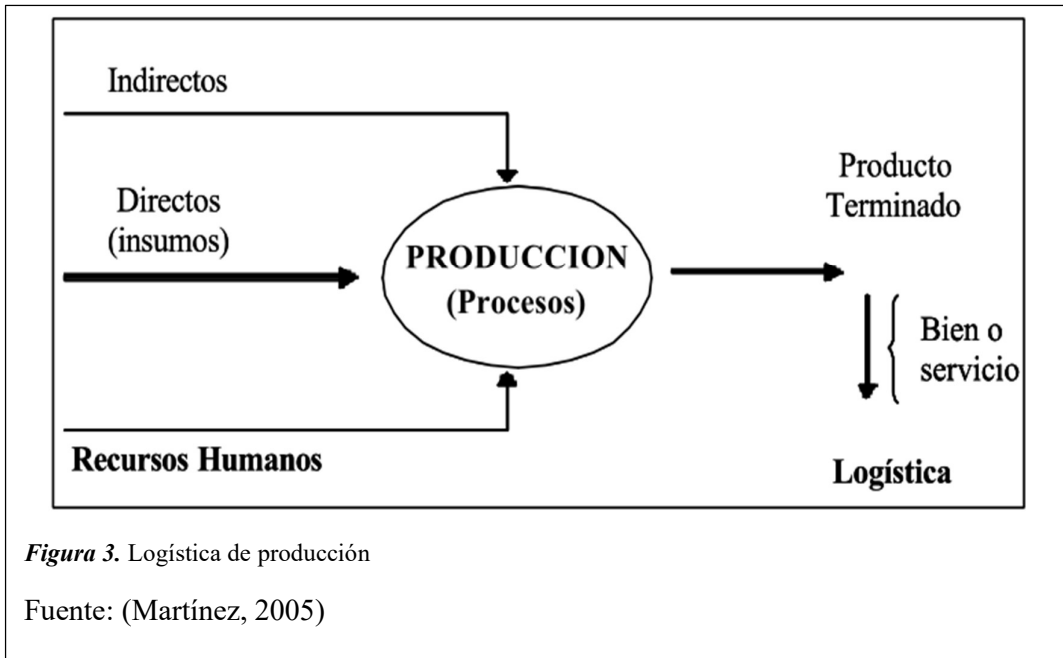 Indirectos
Directos
(insumos)
PRODUCCION
(Procesos)
Recursos Humanos
Producto
Terminado
Bien o
servicio
Logística
Figura 3. Logística de producción
Fuente: (Martínez, 2005)